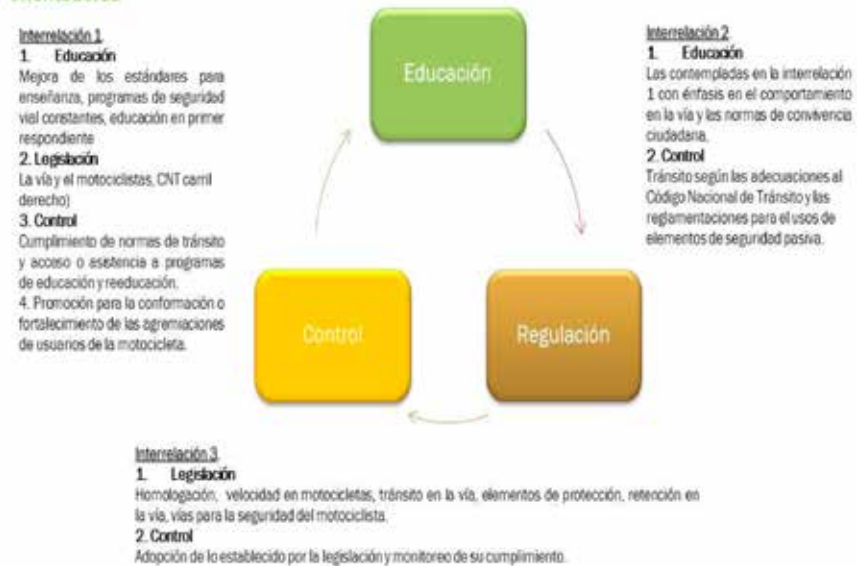 Interrelación 1
1. Educación
Mejora de los estándares para
enseñanza, programas de seguridad
vial constantes, educación en primer
respondiente
2. Legislación
La vía y el motociclistas, CNT carril
derecho)
3. Control
Cumplimiento de normas de tránsito
y acceso o asistencia a programas
de educación y reeducación.
4. Promoción para la conformación o
fortalecimiento de las agremiaciones
de usuarios de la motocicleta.
Educación
Interrelación 2
1. Educación
Las contempladas en la interrelación
1 con énfasis en el comportamiento
en la vía y las normas de convivencia
ciudadana,
2. Control
Tránsito según las adecuaciones al
Código Nacional de Tránsito y las
reglamentaciones para el usos de
elementos de seguridad pasiva.
Control
Regulación
Interrelación 3
1. Legislación
Homologación, velocidad en motocicletas, tránsito en la vía, elementos de protección, retención en
la vía, vías para la seguridad del motociclista.
2. Control
Adopción de lo establecido por la legislación y monitoreo de su cumplimiento.